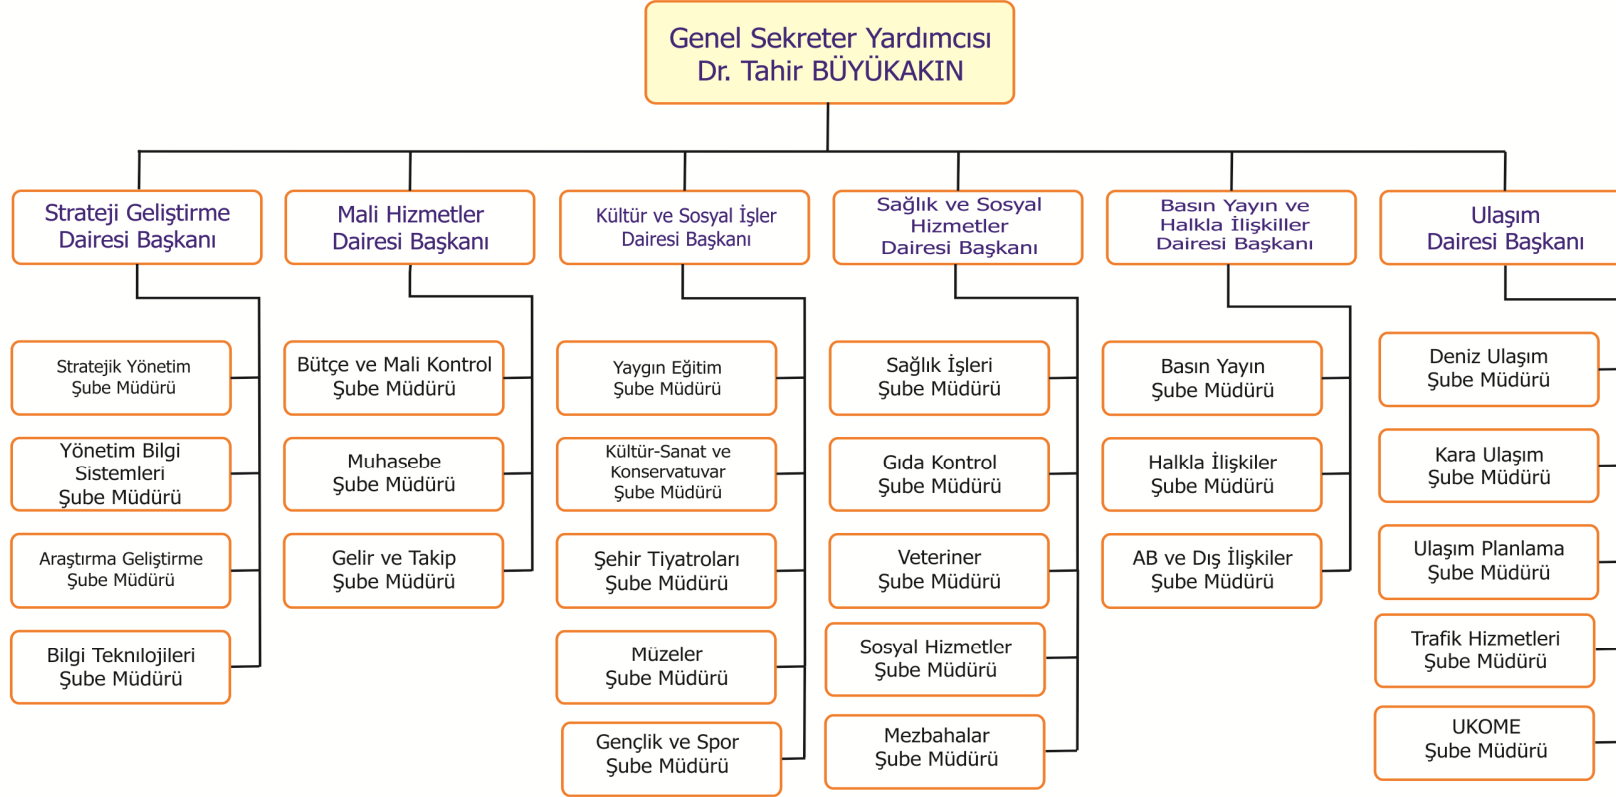 Genel Sekreter Yardımcısı
Dr. Tahir BÜYÜKAKIN
Strateji Geliştirme
Dairesi Başkanı
Mali Hizmetler
Dairesi Başkanı
Kültür ve Sosyal İşler
Dairesi Başkanı
Sağlık ve Sosyal
Hizmetler
Dairesi Başkanı
Basın Yayın ve
Halkla İlişkiller
Dairesi Başkanı
Ulaşım
Dairesi Başkanı
Stratejik Yönetim
Şube Müdürü
Yönetim Bilgi
Sistemleri
Şube Müdürü
Araştırma Geliştirme
Şube Müdürü
Bilgi Teknılojileri
Şube Müdürü
Bütçe ve Mali Kontrol
Şube Müdürü
Muhasebe
Şube Müdürü
Gelir ve Takip
Şube Müdürü
Yaygın Eğitim
Şube Müdürü
Kültür-Sanat ve
Konservatuvar
Şube Müdürü
Şehir Tiyatroları
Şube Müdürü
Müzeler
Şube Müdürü
Gençlik ve Spor
Şube Müdürü
Sağlık İşleri
Şube Müdürü
Gıda Kontrol
Şube Müdürü
Veteriner
Şube Müdürü
Sosyal Hizmetler
Şube Müdürü
Mezbahalar
Şube Müdürü
Basın Yayın
Şube Müdürü
Halkla İlişkiler
Şube Müdürü
AB ve Dış İlişkiler
Şube Müdürü
Deniz Ulaşım
Şube Müdürü
Kara Ulaşım
Şube Müdürü
Ulaşım Planlama
Şube Müdürü
Trafik Hizmetleri
Şube Müdürü
UKOME
Şube Müdürü